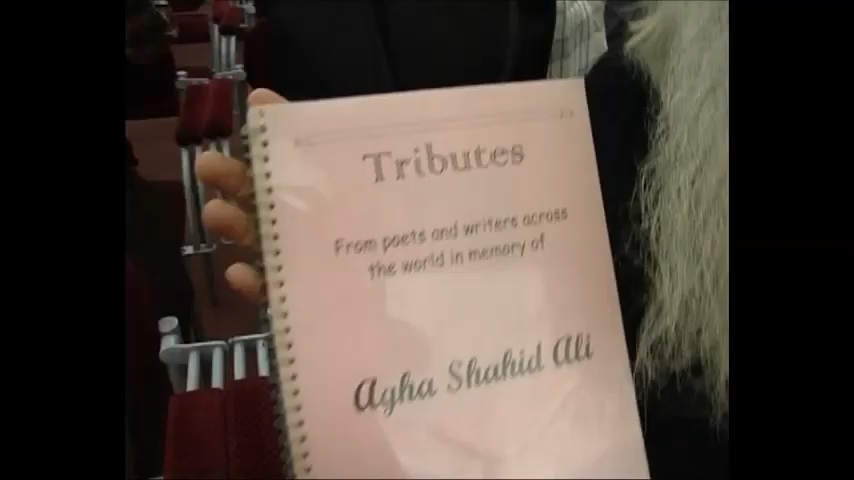 Tributes
From poets and writers across
the world in memory of
Agha Shahid Ali